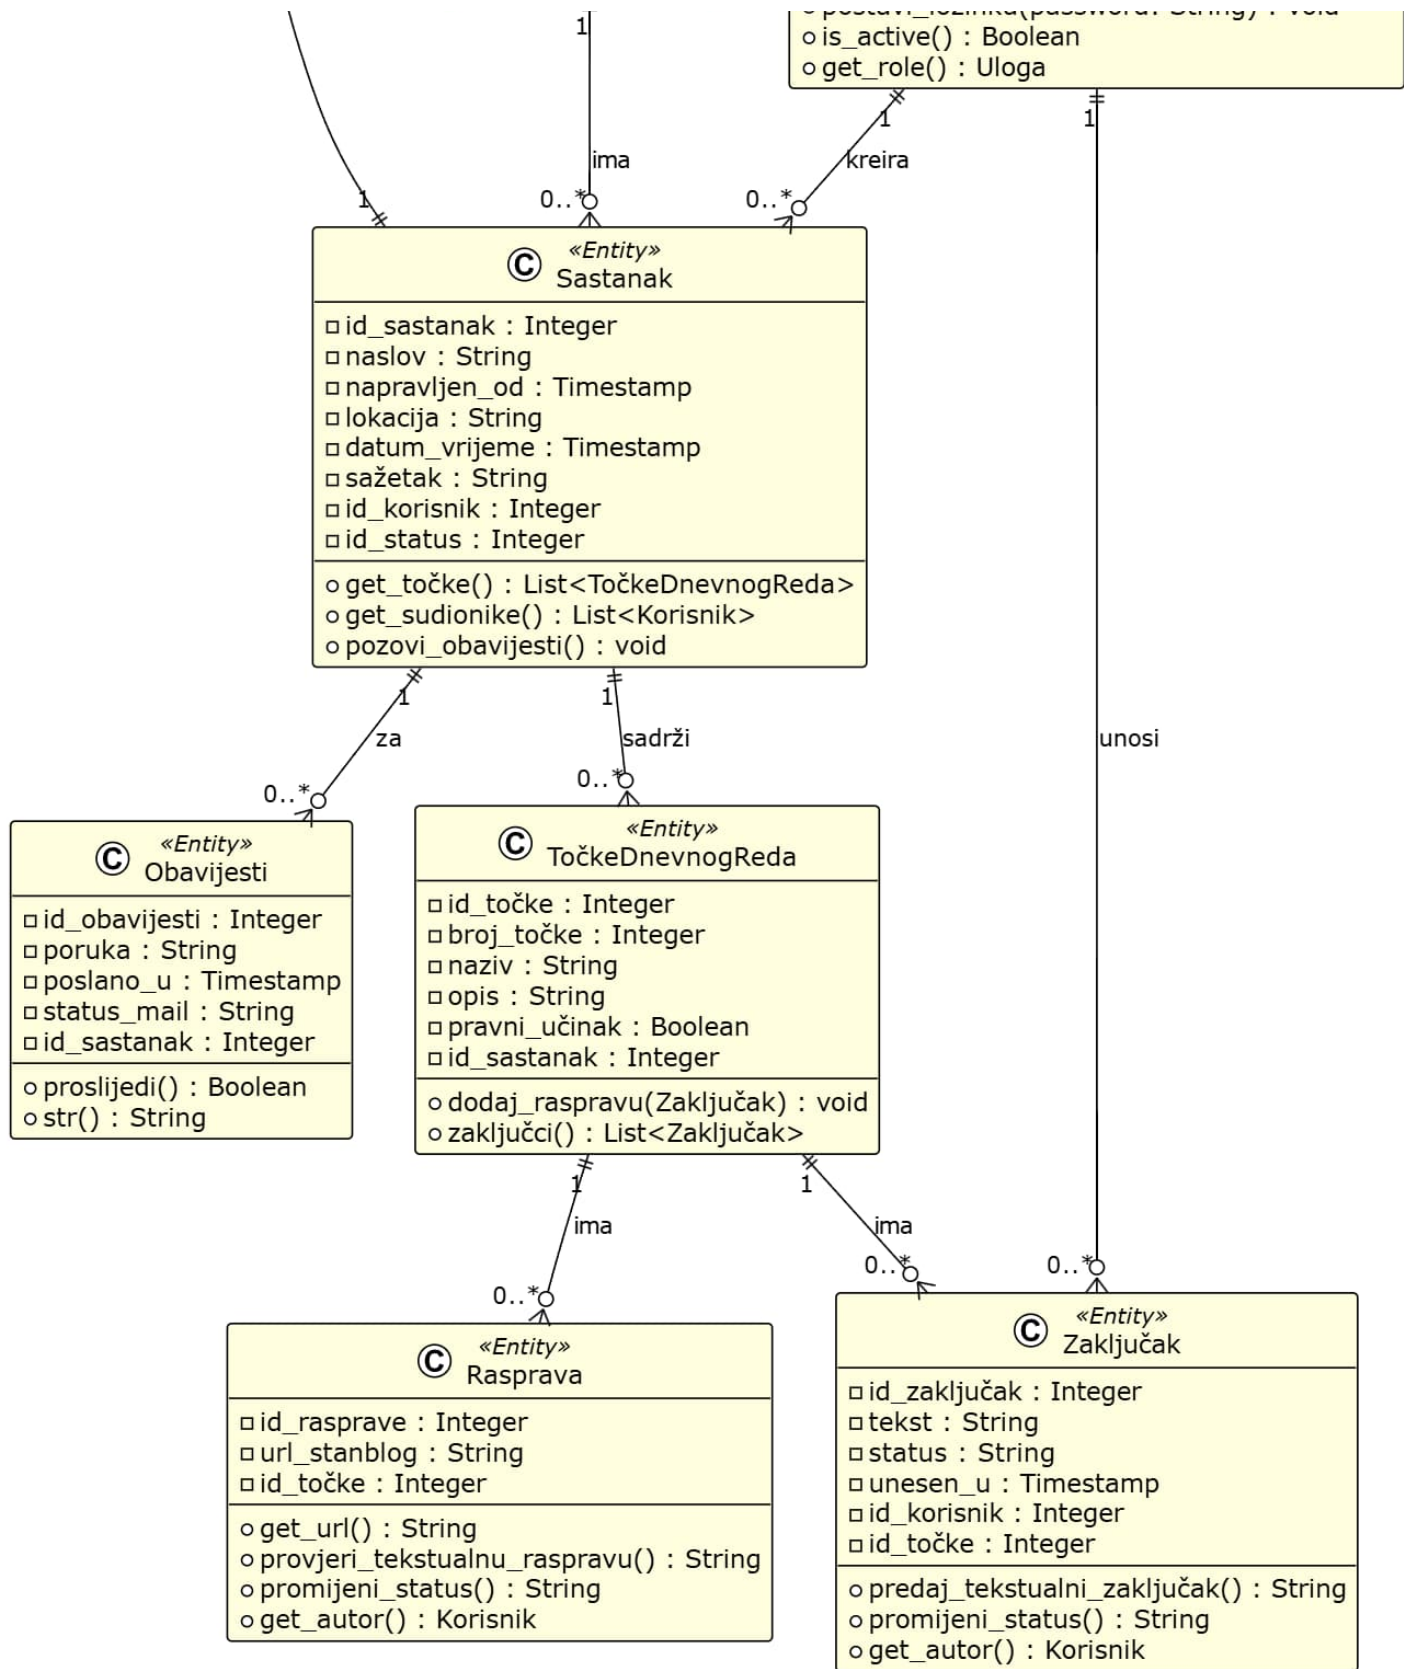 is_active() : Boolean
get_role() : Uloga
1
1
1
ima
kreira
1
0..*
0..*
«Entity»
Sastanak
id_sastanak : Integer
naslov : String
napravljen_od : Timestamp
lokacija : String
datum_vrijeme : Timestamp
sažetak : String
id_korisnik : Integer
id_status : Integer
get_točke() : List<TočkeDnevnogReda>
get_sudionike() : List<Korisnik>
pozovi_obavijesti() : void
1
1
za
sadrži
unosi
0..*
0..*
«Entity»
Obavijesti
id_obavijesti : Integer
poruka : String
poslano_u : Timestamp
status_mail : String
id_sastanak : Integer
proslijedi() : Boolean
str() : String
«Entity»
TočkeDnevnogReda
id_točke : Integer
broj_točke : Integer
naziv : String
opis : String
pravni_učinak : Boolean
id_sastanak : Integer
dodaj_raspravu(Zaključak) : void
zaključci() : List<Zaključak>
1
1
ima
ima
0..*
0..*
0..*
«Entity»
Rasprava
id_rasprave : Integer
url_stanblog : String
id_točke : Integer
get_url() : String
provjeri_tekstualnu_raspravu() : String
promijeni_status() : String
get_autor() : Korisnik
«Entity»
Zaključak
id_zaključak : Integer
tekst : String
status : String
unesen_u : Timestamp
id_korisnik : Integer
id_točke : Integer
predaj_tekstualni_zaključak() : String
promijeni_status() : String
get_autor() : Korisnik